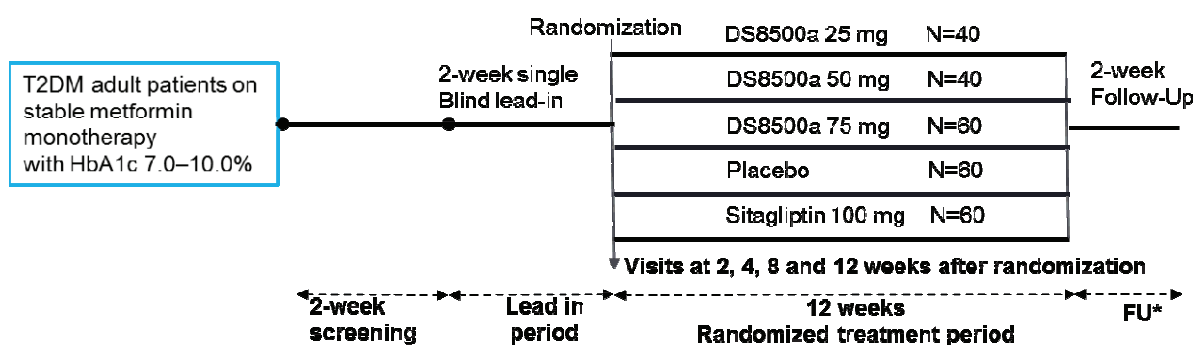 Randomization
DS8500a 25 mg N=40
T2DM adult patients on
stable metformin
monotherapy
with HbA1c 7.0–10.0%
2-week single
Blind lead-in
DS8500a 50 mg N=40
DS8500a 75 mg N=60
Placebo N=60
Sitagliptin 100 mg N=60
2-week
Follow-Up
Visits at 2, 4, 8 and 12 weeks after randomization
2-week
screening
Lead in
period
12 weeks
Randomized treatment period
FU*